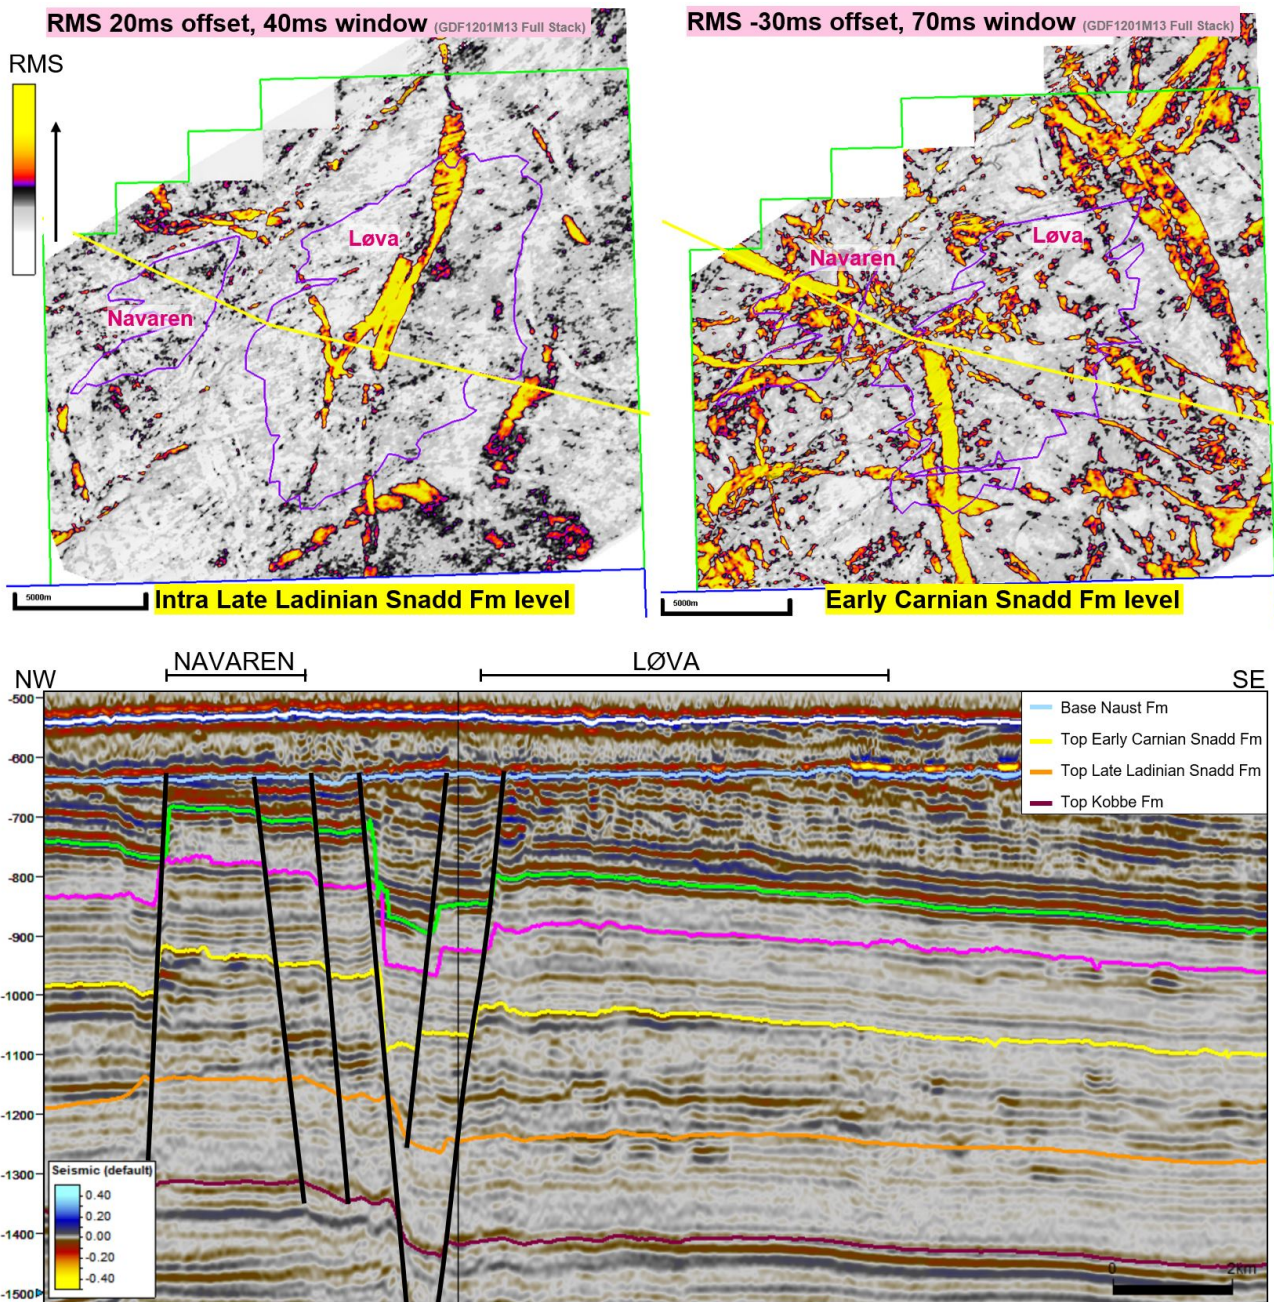 RMS 20ms offset, 40ms window (GDF1201M13 Full Stack)
RMS -30ms offset, 70ms window (GDF1201M13 Full Stack)
RMS
Løva
Navaren
Løva
Navaren
5000m
Intra Late Ladinian Snadd Fm level
5000m
Early Carnian Snadd Fm level
NAVAREN
LØVA
NW
SE
-500
-600
-700
-800
-900
-1000
-1100
-1200
-1300
-1400
-1500
Base Naust Fm
Top Early Carnian Snadd Fm
Top Late Ladinian Snadd Fm
Top Kobbe Fm
Seismic (default)
0.40
0.20
0.00
-0.20
-0.40
0
2km